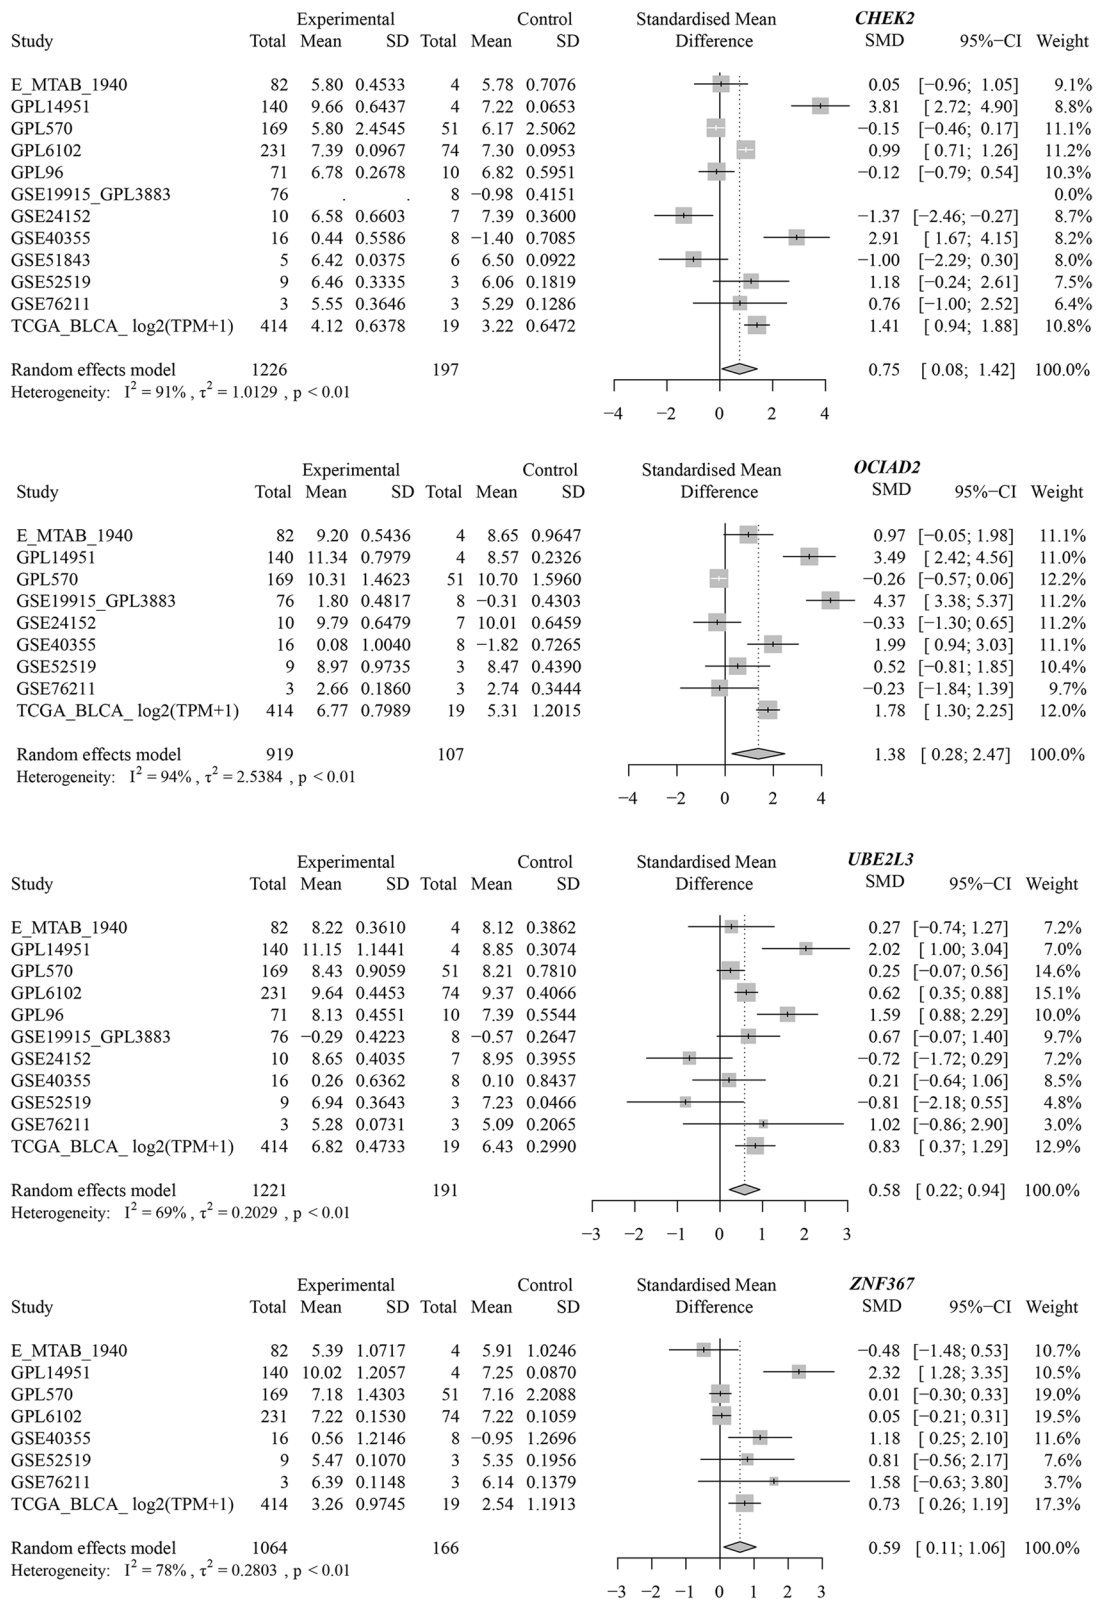 Experimental Control Standardised Mean CHEK2
Study Total Mean SD Total Mean SD Difference SMD 95%−CI Weight
E_MTAB_1940 82 5.80 0.4533 4 5.78 0.7076 0.05 [−0.96; 1.05] 9.1%
GPL14951 140 9.66 0.6437 4 7.22 0.0653 3.81 [ 2.72; 4.90] 8.8%
GPL570 169 5.80 2.4545 51 6.17 2.5062 −0.15 [−0.46; 0.17] 11.1%
GPL6102 231 7.39 0.0967 74 7.30 0.0953 0.99 [ 0.71; 1.26] 11.2%
GPL96 71 6.78 0.2678 10 6.82 0.5951 −0.12 [−0.79; 0.54] 10.3%
GSE19915_GPL3883 76 . . 8 −0.98 0.4151 0.0%
GSE24152 10 6.58 0.6603 7 7.39 0.3600 −1.37 [−2.46; −0.27] 8.7%
GSE40355 16 0.44 0.5586 8 −1.40 0.7085 2.91 [ 1.67; 4.15] 8.2%
GSE51843 5 6.42 0.0375 6 6.50 0.0922 −1.00 [−2.29; 0.30] 8.0%
GSE52519 9 6.46 0.3335 3 6.06 0.1819 1.18 [−0.24; 2.61] 7.5%
GSE76211 3 5.55 0.3646 3 5.29 0.1286 0.76 [−1.00; 2.52] 6.4%
TCGA_BLCA_ log2(TPM+1) 414 4.12 0.6378 19 3.22 0.6472 1.41 [ 0.94; 1.88] 10.8%
Random effects model 1226 197 0.75 [ 0.08; 1.42] 100.0%
Heterogeneity: I² = 91% , τ² = 1.0129 , p < 0.01
−4 −2 0 2 4
Experimental Control Standardised Mean OCIAD2
Study Total Mean SD Total Mean SD Difference SMD 95%−CI Weight
E_MTAB_1940 82 9.20 0.5436 4 8.65 0.9647 0.97 [−0.05; 1.98] 11.1%
GPL14951 140 11.34 0.7979 4 8.57 0.2326 3.49 [ 2.42; 4.56] 11.0%
GPL570 169 10.31 1.4623 51 10.70 1.5960 −0.26 [−0.57; 0.06] 12.2%
GSE19915_GPL3883 76 1.80 0.4817 8 −0.31 0.4303 4.37 [ 3.38; 5.37] 11.2%
GSE24152 10 9.79 0.6479 7 10.01 0.6459 −0.33 [−1.30; 0.65] 11.2%
GSE40355 16 0.08 1.0040 8 −1.82 0.7265 1.99 [ 0.94; 3.03] 11.1%
GSE52519 9 8.97 0.9735 3 8.47 0.4390 0.52 [−0.81; 1.85] 10.4%
GSE76211 3 2.66 0.1860 3 2.74 0.3444 −0.23 [−1.84; 1.39] 9.7%
TCGA_BLCA_ log2(TPM+1) 414 6.77 0.7989 19 5.31 1.2015 1.78 [ 1.30; 2.25] 12.0%
Random effects model 919 107 1.38 [ 0.28; 2.47] 100.0%
Heterogeneity: I² = 94% , τ² = 2.5384 , p < 0.01
−4 −2 0 2 4
Experimental Control Standardised Mean UBE2L3
Study Total Mean SD Total Mean SD Difference SMD 95%−CI Weight
E_MTAB_1940 82 8.22 0.3610 4 8.12 0.3862 0.27 [−0.74; 1.27] 7.2%
GPL14951 140 11.15 1.1441 4 8.85 0.3074 2.02 [ 1.00; 3.04] 7.0%
GPL570 169 8.43 0.9059 51 8.21 0.7810 0.25 [−0.07; 0.56] 14.6%
GPL6102 231 9.64 0.4453 74 9.37 0.4066 0.62 [ 0.35; 0.88] 15.1%
GPL96 71 8.13 0.4551 10 7.39 0.5544 1.59 [ 0.88; 2.29] 10.0%
GSE19915_GPL3883 76 −0.29 0.4223 8 −0.57 0.2647 0.67 [−0.07; 1.40] 9.7%
GSE24152 10 8.65 0.4035 7 8.95 0.3955 −0.72 [−1.72; 0.29] 7.2%
GSE40355 16 0.26 0.6362 8 0.10 0.8437 0.21 [−0.64; 1.06] 8.5%
GSE52519 9 6.94 0.3643 3 7.23 0.0466 −0.81 [−2.18; 0.55] 4.8%
GSE76211 3 5.28 0.0731 3 5.09 0.2065 1.02 [−0.86; 2.90] 3.0%
TCGA_BLCA_ log2(TPM+1) 414 6.82 0.4733 19 6.43 0.2990 0.83 [ 0.37; 1.29] 12.9%
Random effects model 1221 191 0.58 [ 0.22; 0.94] 100.0%
Heterogeneity: I² = 69% , τ² = 0.2029 , p < 0.01
−3 −2 −1 0 1 2 3
Experimental Control Standardised Mean ZNF367
Study Total Mean SD Total Mean SD Difference SMD 95%−CI Weight
E_MTAB_1940 82 5.39 1.0717 4 5.91 1.0246 −0.48 [−1.48; 0.53] 10.7%
GPL14951 140 10.02 1.2057 4 7.25 0.0870 2.32 [ 1.28; 3.35] 10.5%
GPL570 169 7.18 1.4303 51 7.16 2.2088 0.01 [−0.30; 0.33] 19.0%
GPL6102 231 7.22 0.1530 74 7.22 0.1059 0.05 [−0.21; 0.31] 19.5%
GSE40355 16 0.56 1.2146 8 −0.95 1.2696 1.18 [ 0.25; 2.10] 11.6%
GSE52519 9 5.47 0.1070 3 5.35 0.1956 0.81 [−0.56; 2.17] 7.6%
GSE76211 3 6.39 0.1148 3 6.14 0.1379 1.58 [−0.63; 3.80] 3.7%
TCGA_BLCA_ log2(TPM+1) 414 3.26 0.9745 19 2.54 1.1913 0.73 [ 0.26; 1.19] 17.3%
Random effects model 1064 166 0.59 [ 0.11; 1.06] 100.0%
Heterogeneity: I² = 78% , τ² = 0.2803 , p < 0.01
−3 −2 −1 0 1 2 3